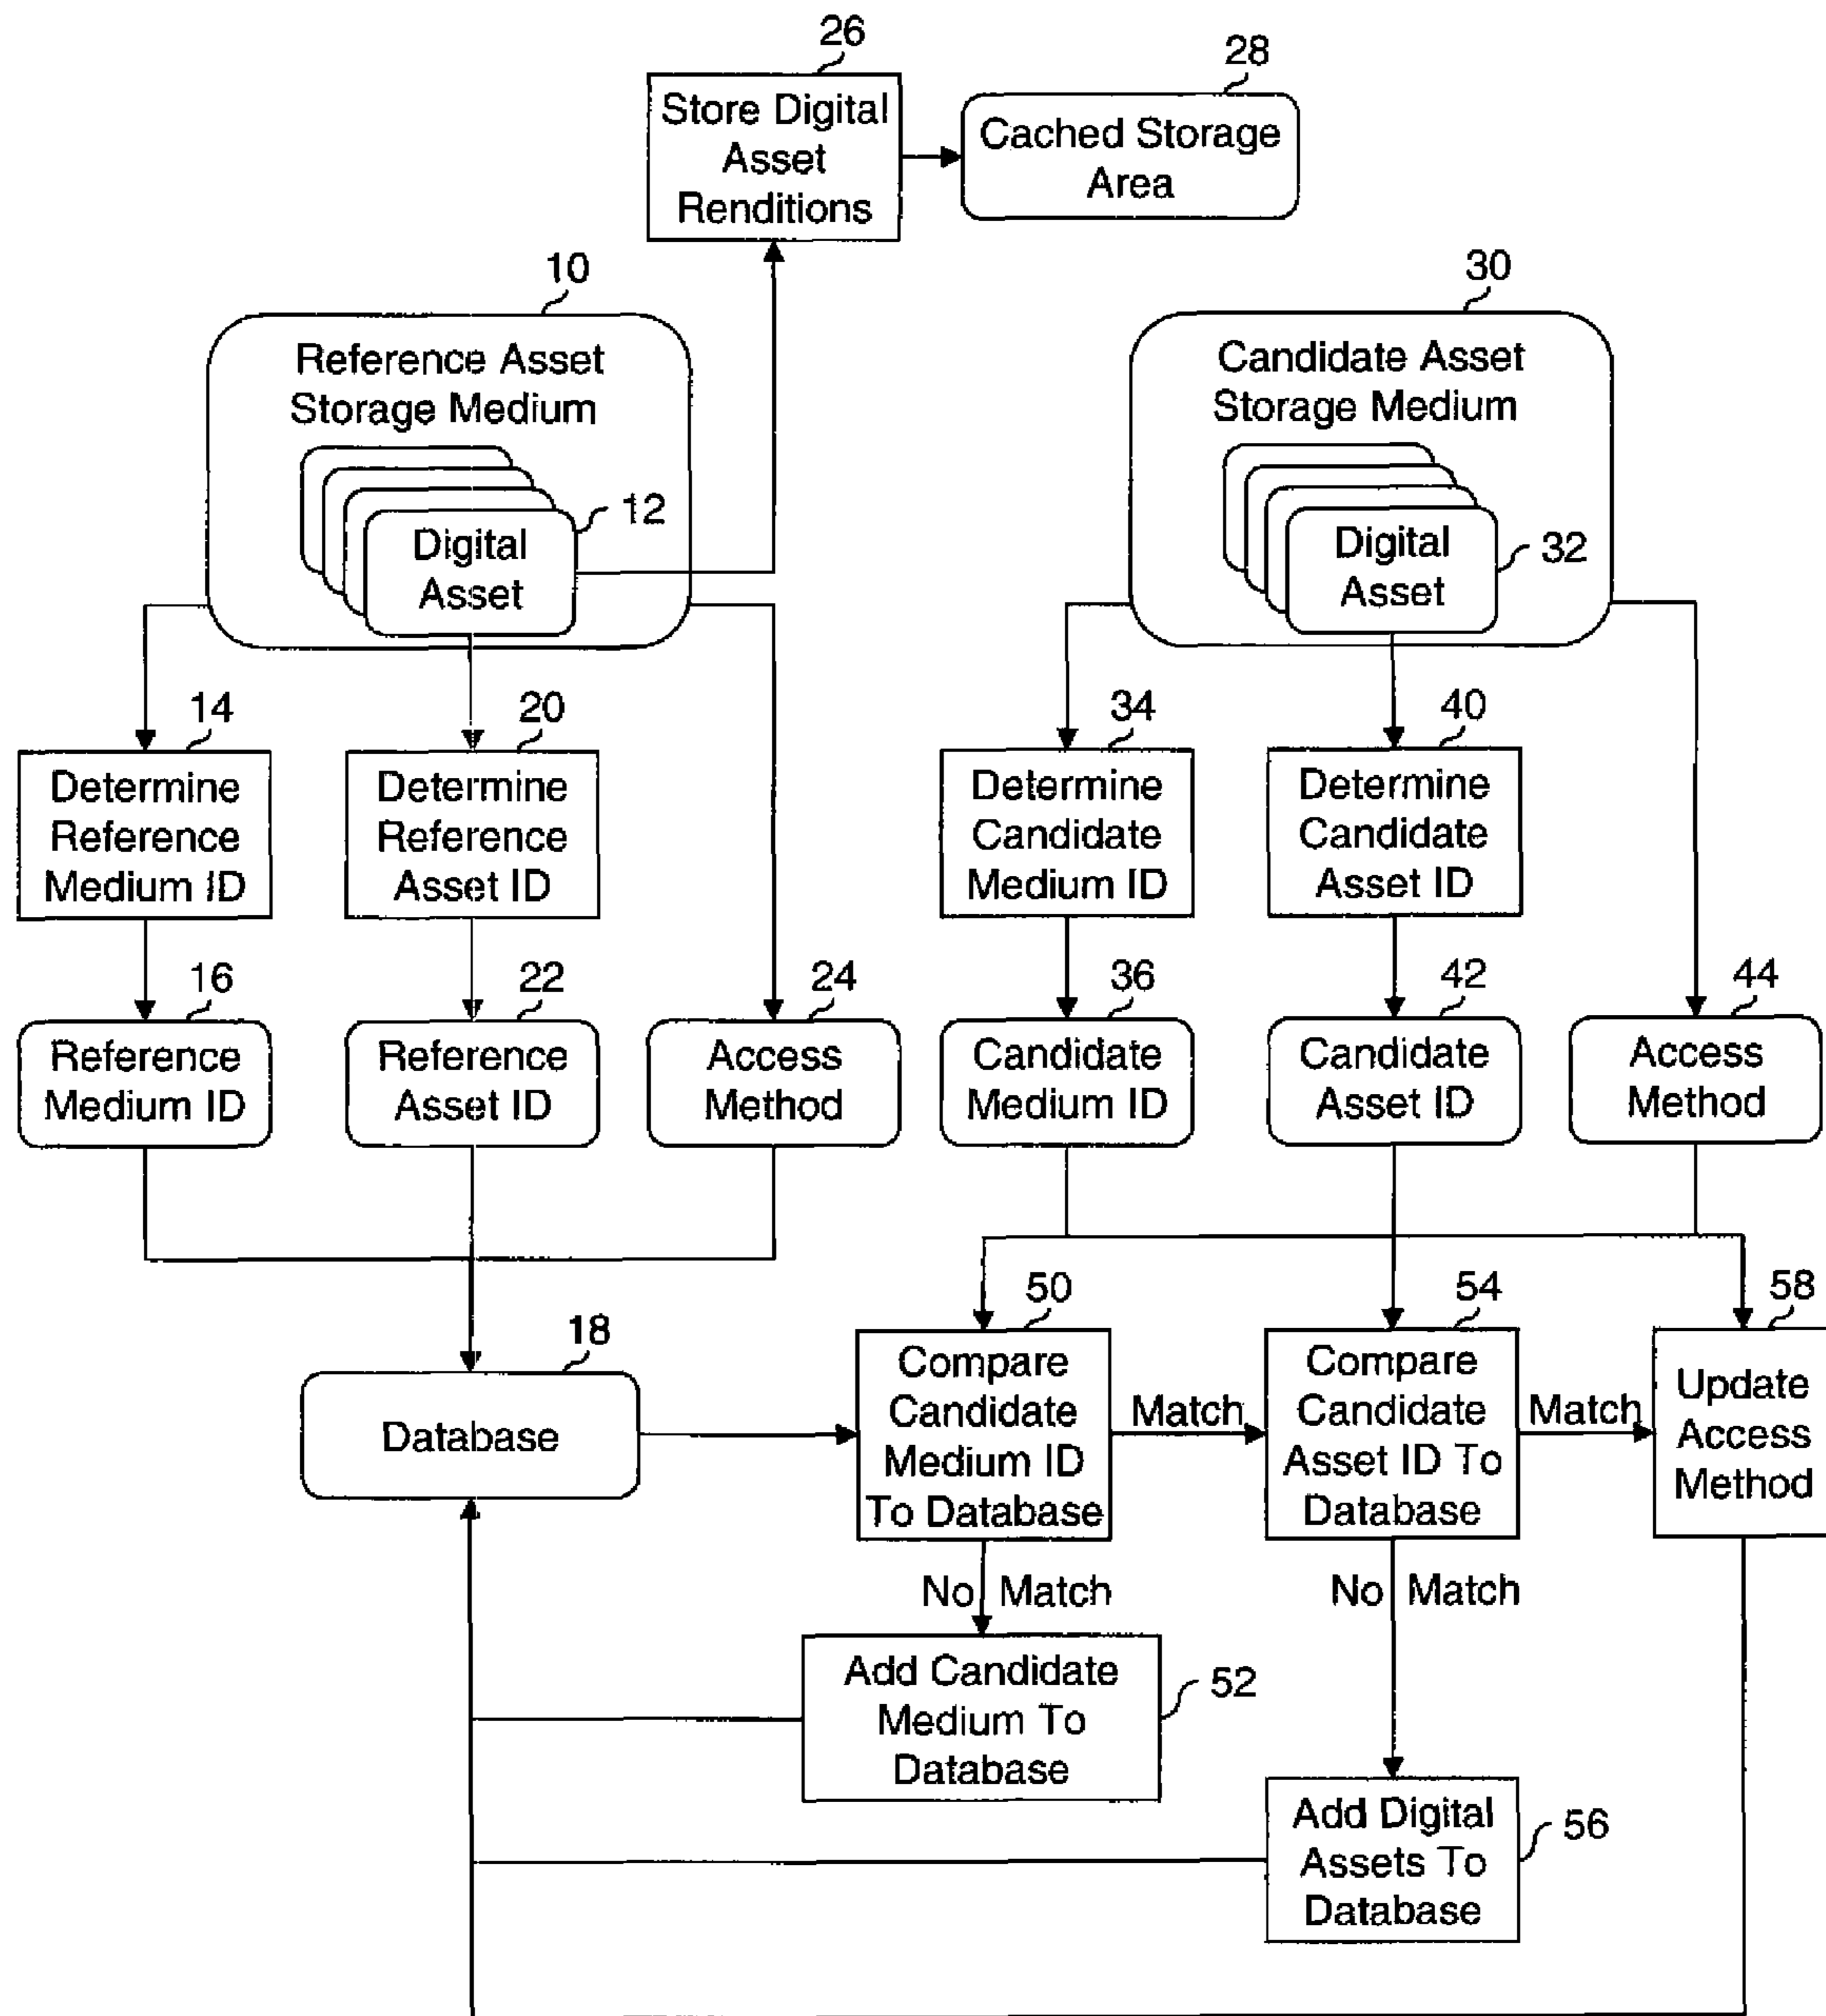 26
28
Store Digital
Asset
Renditions
Cached Storage
Area
10
30
Reference Asset
Storage Medium
Candidate Asset
Storage Medium
12
Digital
Asset
32
Digital
Asset
14
20
34
40
Determine
Reference
Medium ID
Determine
Reference
Asset ID
Determine
Candidate
Medium ID
Determine
Candidate
Asset ID
16
22
24
36
42
44
Reference
Medium ID
Reference
Asset ID
Access
Method
Candidate
Medium ID
Candidate
Asset ID
Access
Method
18
50
54
58
Database
Compare
Candidate
Medium ID
To Database
Match
Compare
Candidate
Asset ID To
Database
Match
Update
Access
Method
No Match
No Match
Add Candidate
Medium To
Database
52
Add Digital
Assets To
Database
56